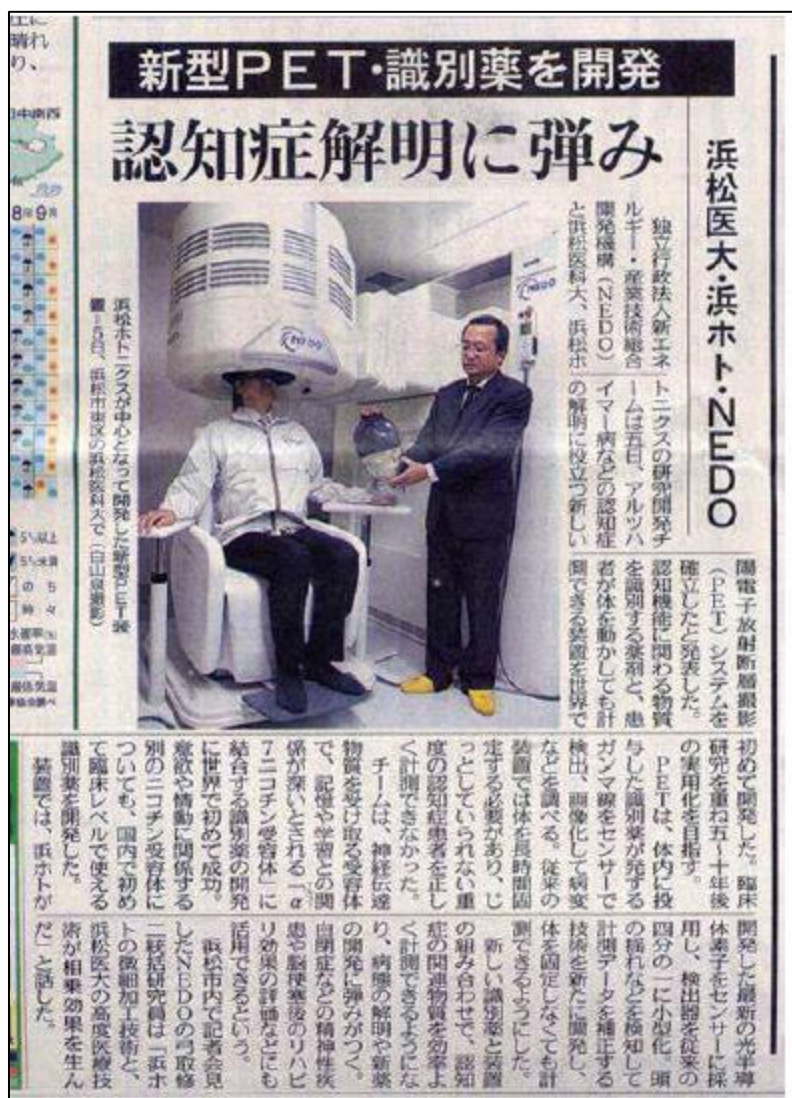 新型PET・識別薬を開発
認知症解明に弾み
浜松医大・浜ホト・NEDO
独立行政法人新エネ
ルギー・産業技術総合
開発機構(NEDO)
と浜松医科大、浜松ホ
トニクスの研究開発チ
ームは五日、アルツハ
イマー病などの認知症
の解明に役立つ新しい
陽電子放射断層撮影
(PET)システムを
確立したと発表した。
認知機能に関わる物質
を識別する薬剤と、患
者が体を動かしても計
測できる装置を世界で
初めて開発した。臨床
研究を重ね五〜十年後
の実用化を目指す。
PETは、体内に投
与した識別薬が発する
ガンマ線をセンサーで
検出、画像化して病変
などを調べる。従来の
装置では体を長時間固
定する必要があり、じ
っとしていられない重
度の認知症患者を正し
く計測できなかった。
チームは、神経伝達
物質を受け取る受容体
で、記憶や学習との関
係が深いとされる「α
7ニコチン受容体」に
結合する識別薬の開発
に世界で初めて成功。
意欲や情動に関係する
別のニコチン受容体に
ついても、国内で初め
て臨床レベルで使える
識別薬を開発した。
装置では、浜ホトが
開発した最新の光半導
体素子をセンサーに採
用し、検出器を従来の
四分の一に小型化。頭
の揺れなどを検知して
計測データを補正する
技術を新たに開発し、
体を固定しなくても計
測できるようにした。
新しい識別薬と装置
の組み合わせで、認知
症の関連物質を効率よ
く計測できるようにな
り、病態の解明や新薬
の開発に弾みがつく。
自閉症などの精神性疾
患や脳梗塞後のリハビ
リ効果の評価などにも
活用できるという。
浜松市内で記者会見
したNEDOの弓取修
二統括研究員は「浜ホ
トの微細加工技術と、
浜松医大の高度医療技
術が相乗効果を生ん
だ」と話した。
浜松ホトニクスが中心となって開発した新型PET装
置=5日、浜松市東区の浜松医科大で(白山泉撮影)
NEDO
NEDO
晴れ
り、
8 9
5㍉以上
5㍉未満
のち
時々